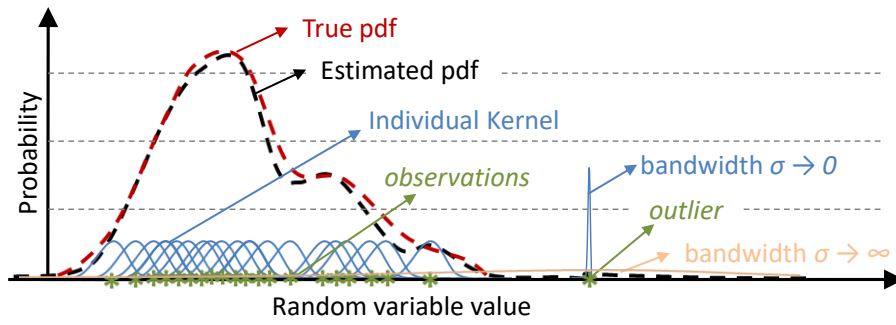 True pdf
Estimated pdf
Individual Kernel
observations
bandwidth σ → 0
outlier
bandwidth σ → ∞
Probability
Random variable value